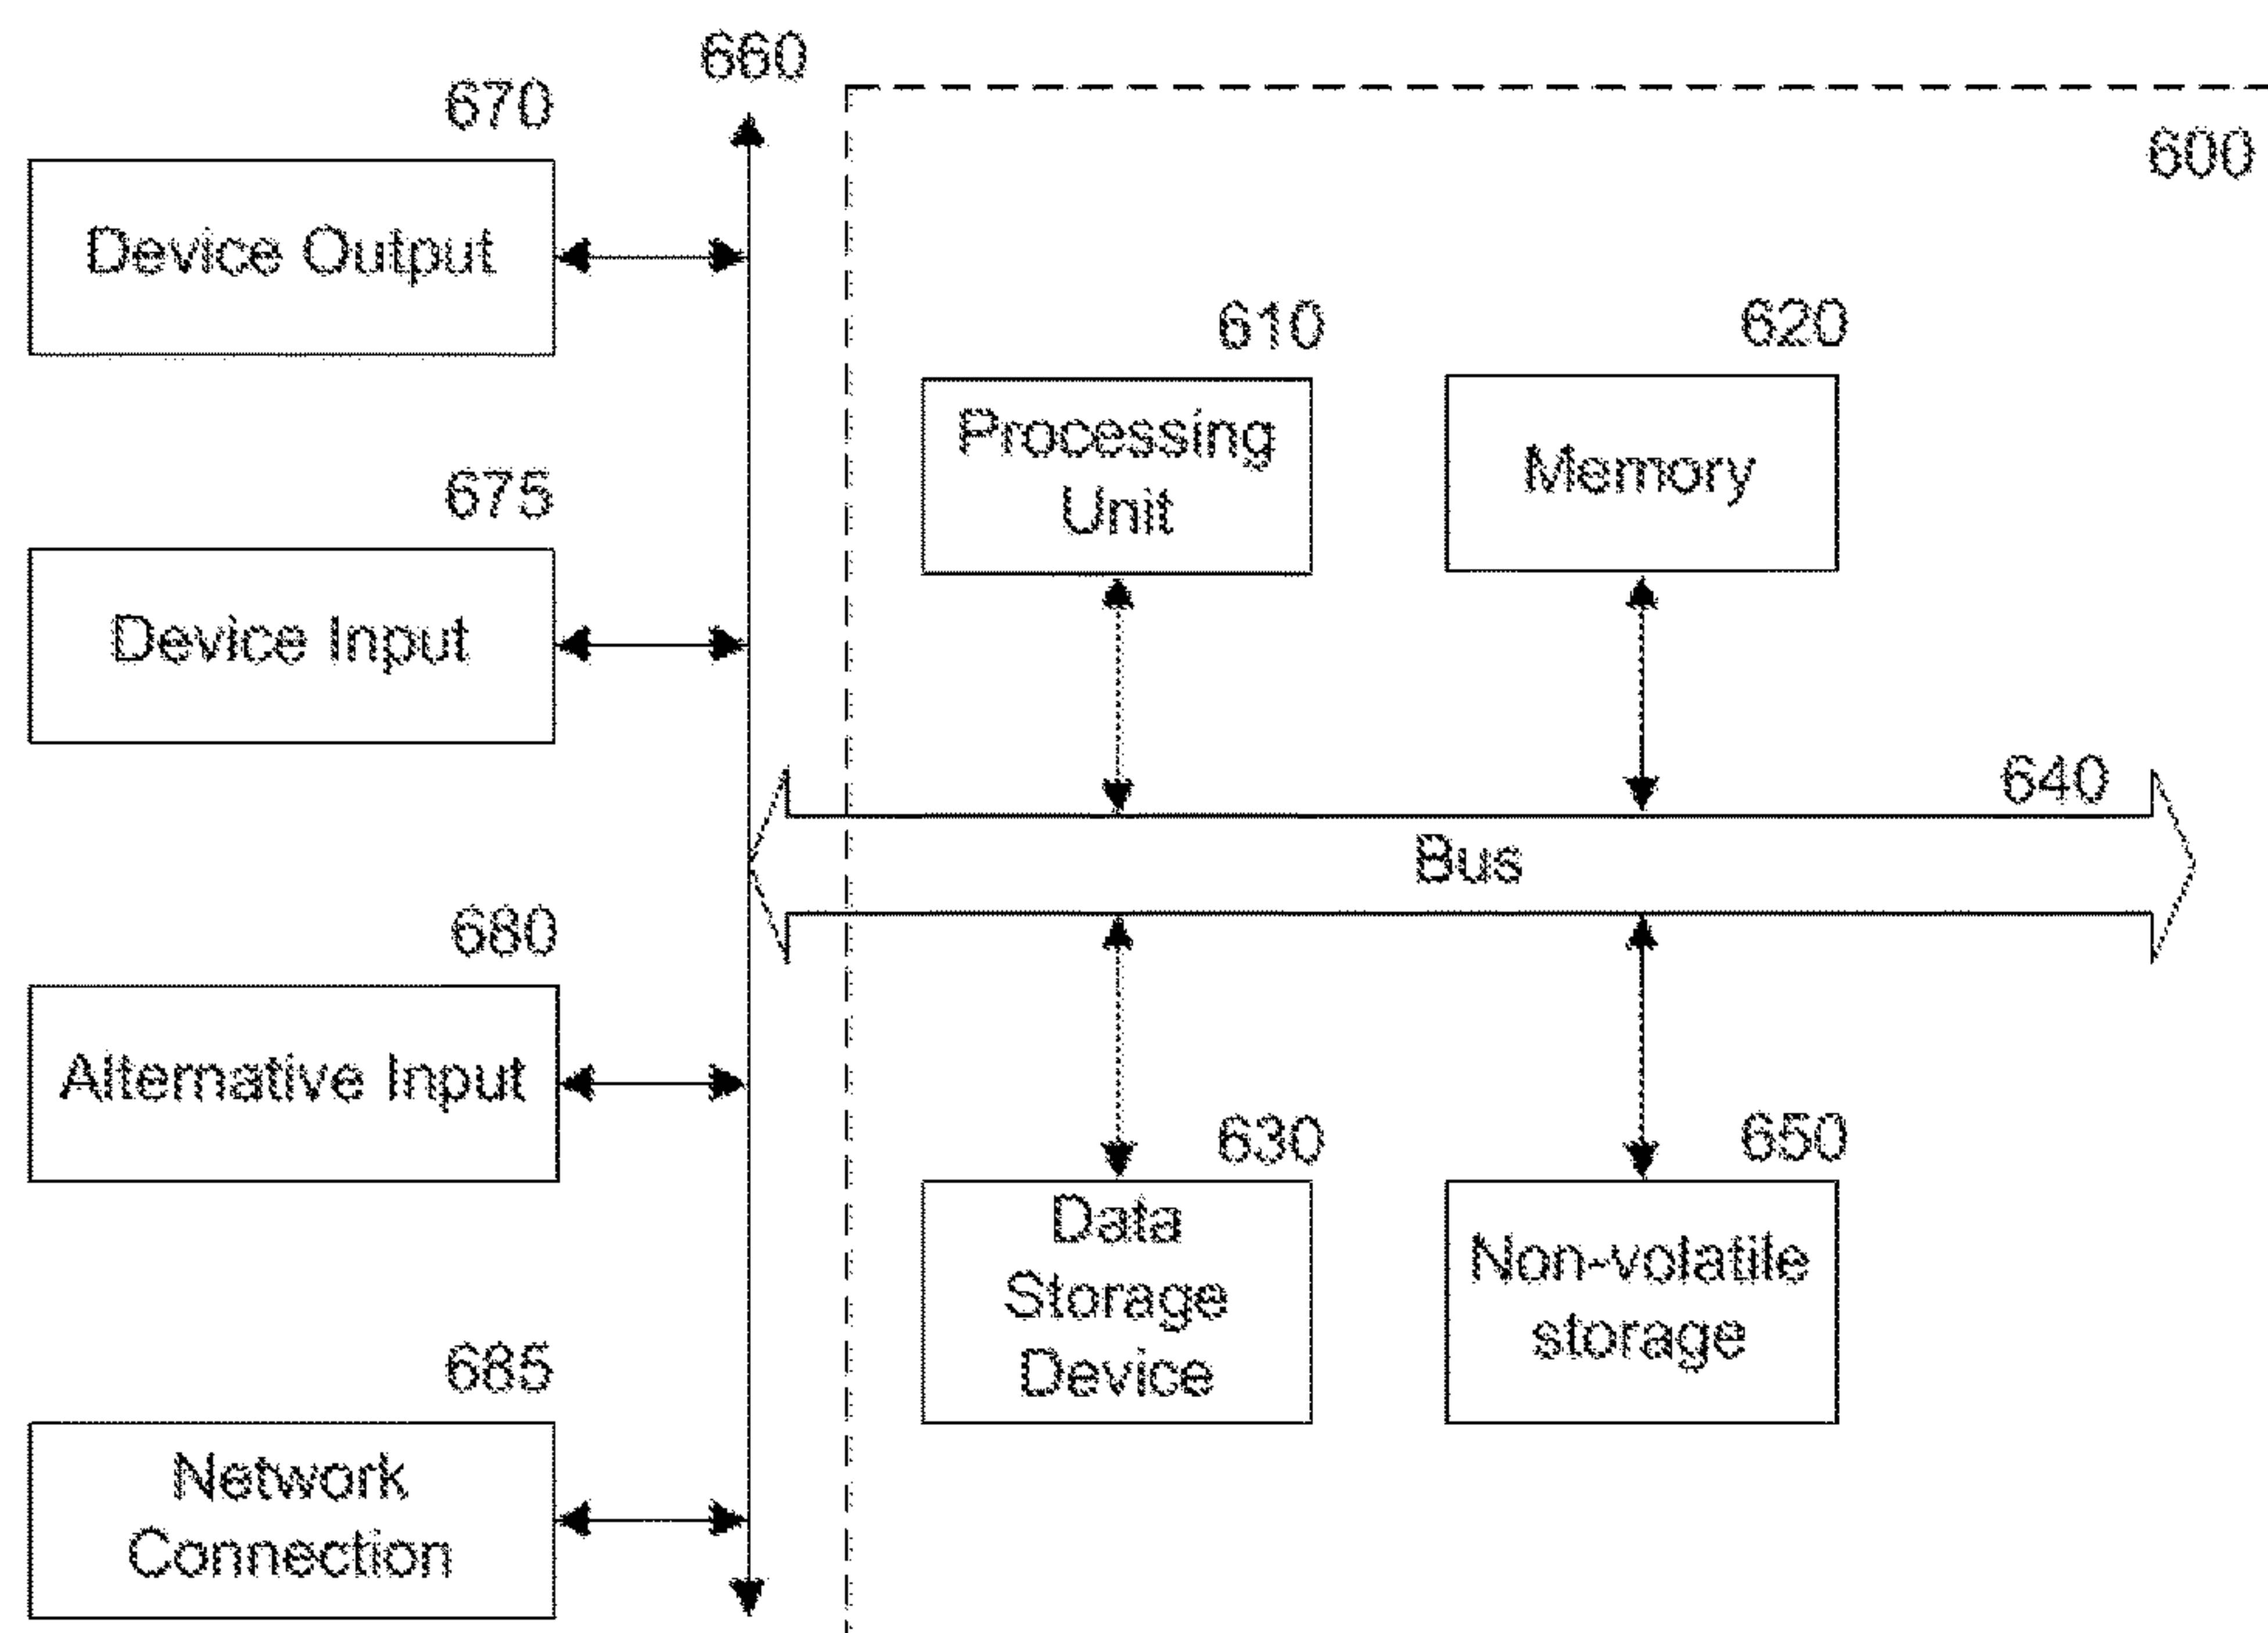 660
670
600
Device Output
610
620
Processing
Unit
Memory
675
Device Input
640
Bus
680
Alternative Input
630
650
Data
Storage
Device
Non-volatile
storage
685
Network
Connection